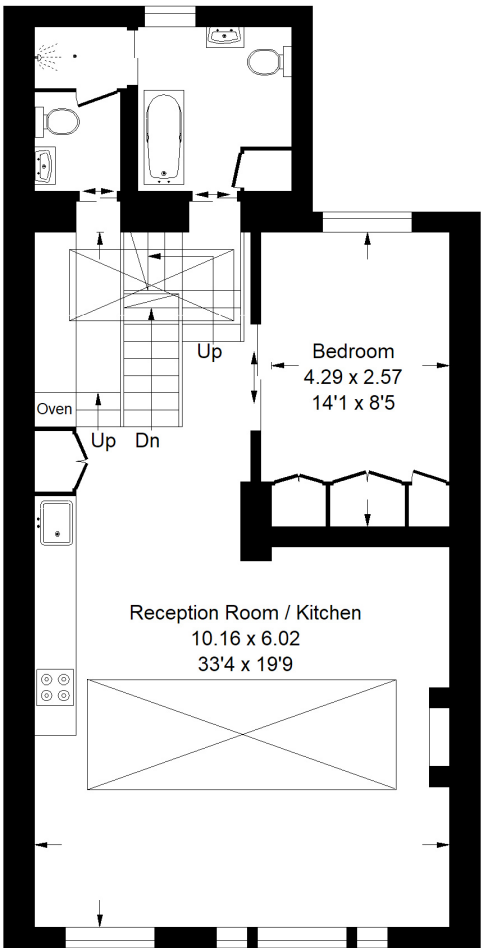 Up
Bedroom
4.29 x 2.57
14'1 x 8'5
Oven
Up
Dn
Reception Room / Kitchen
10.16 x 6.02
33'4 x 19'9